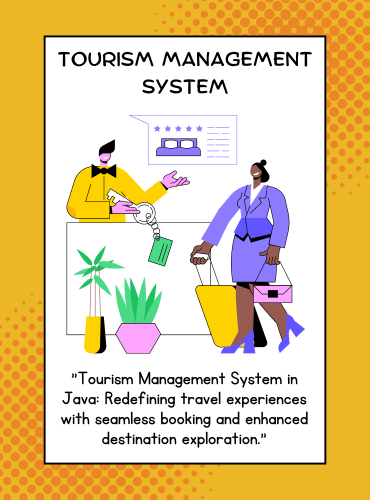 TOURISM MANAGEMENT
SYSTEM
"Tourism Management System in
Java: Redefining travel experiences
with seamless booking and enhanced
destination exploration."